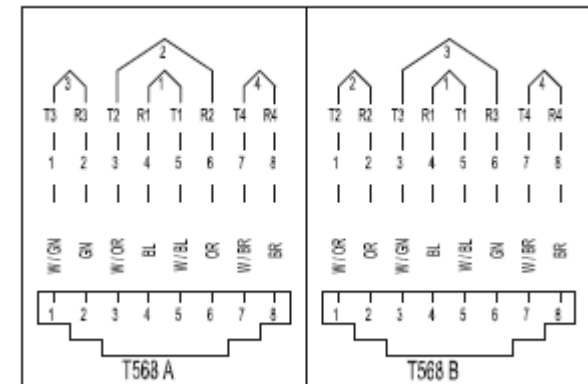 2
3 1 4
T3 R3 T2 R1 T1 R2 T4 R4
1 2 3 4 5 6 7 8
W / GN GN W / OR BL W / BL OR W / BR BR
1 2 3 4 5 6 7 8
T568 A
3
2 1 4
T2 R2 T3 R1 T1 R3 T4 R4
1 2 3 4 5 6 7 8
W / OR OR W / GN BL W / BL GN W / BR BR
1 2 3 4 5 6 7 8
T568 B